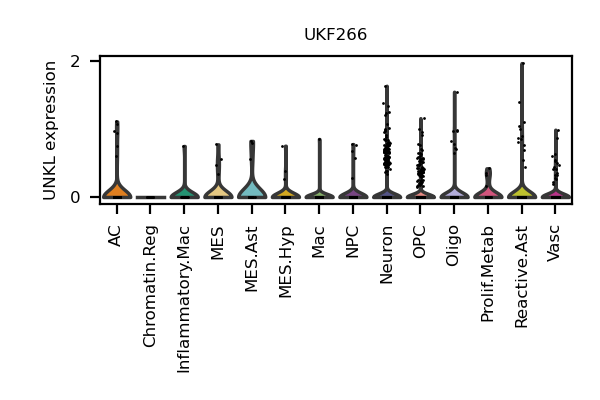 UKF266
UNKL expression
2
0
AC
Chromatin.Reg
Inflammatory.Mac
MES
MES.Ast
MES.Hyp
Mac
NPC
Neuron
OPC
Oligo
Prolif.Metab
Reactive.Ast
Vasc